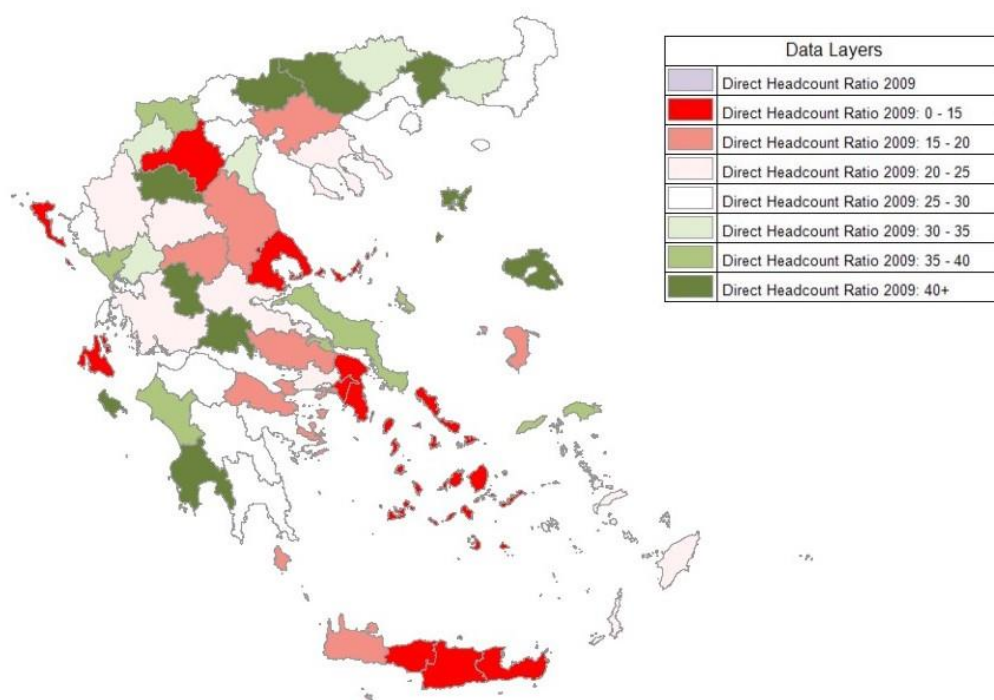 Data Layers
Direct Headcount Ratio 2009
Direct Headcount Ratio 2009: 0 - 15
Direct Headcount Ratio 2009: 15 - 20
Direct Headcount Ratio 2009: 20 - 25
Direct Headcount Ratio 2009: 25 - 30
Direct Headcount Ratio 2009: 30 - 35
Direct Headcount Ratio 2009: 35 - 40
Direct Headcount Ratio 2009: 40+